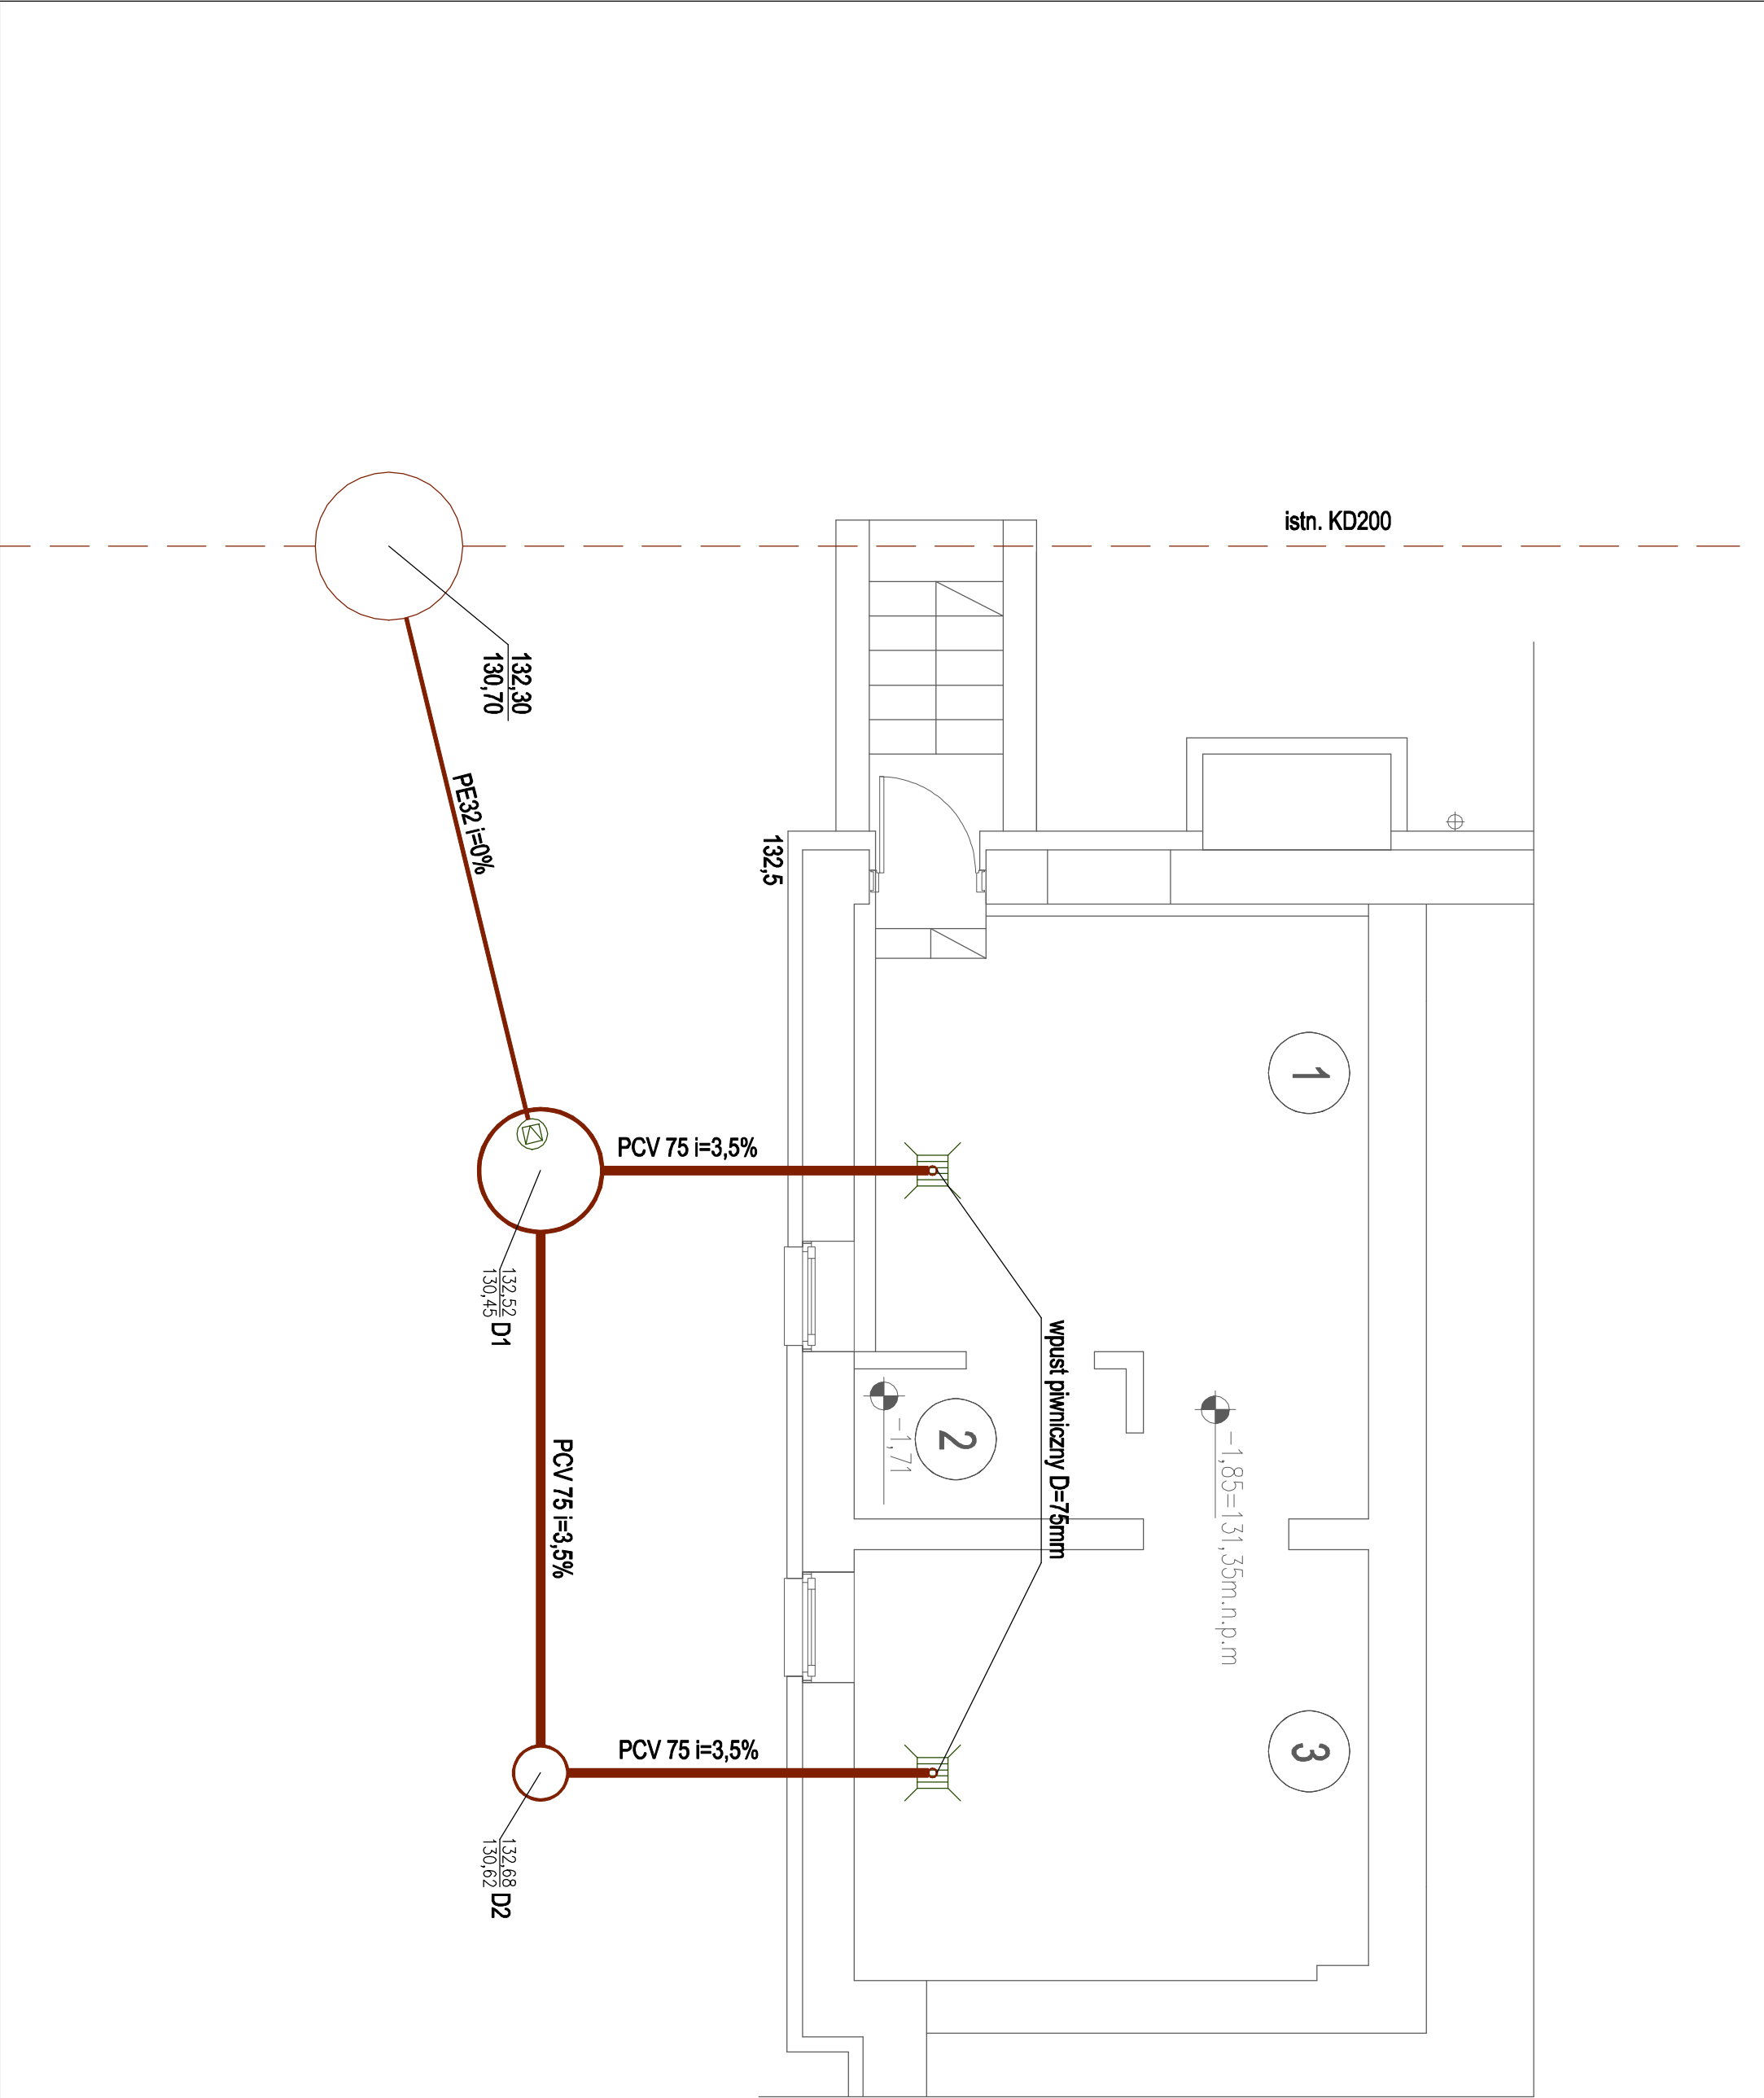 istn. KD200
132,30
130,70
PE32 i=0%
132,5
1
PCV 75 i=3,5%
132,52
130,45
D1
wpust piwniczny D=75mm
2
-1,71
-1,85=131,35m.n.p.m
PCV 75 i=3,5%
3
PCV 75 i=3,5%
132,68
130,62
D2